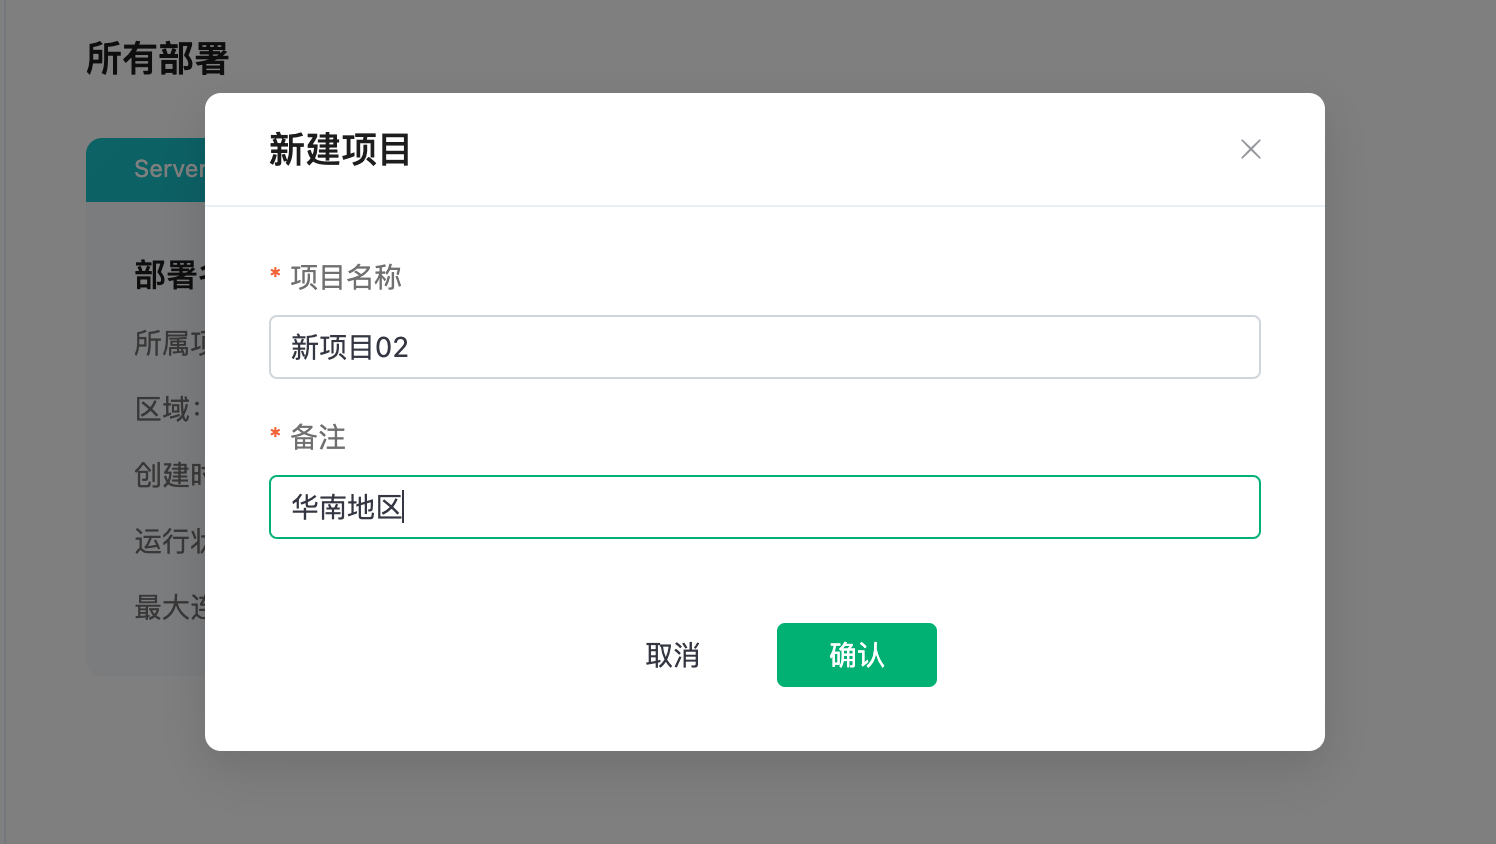 所有部署
Server
新建项目
* 项目名称
新项目02
* 备注
华南地区
取消
确认
部署
所属
区域：
创建
运行
最大